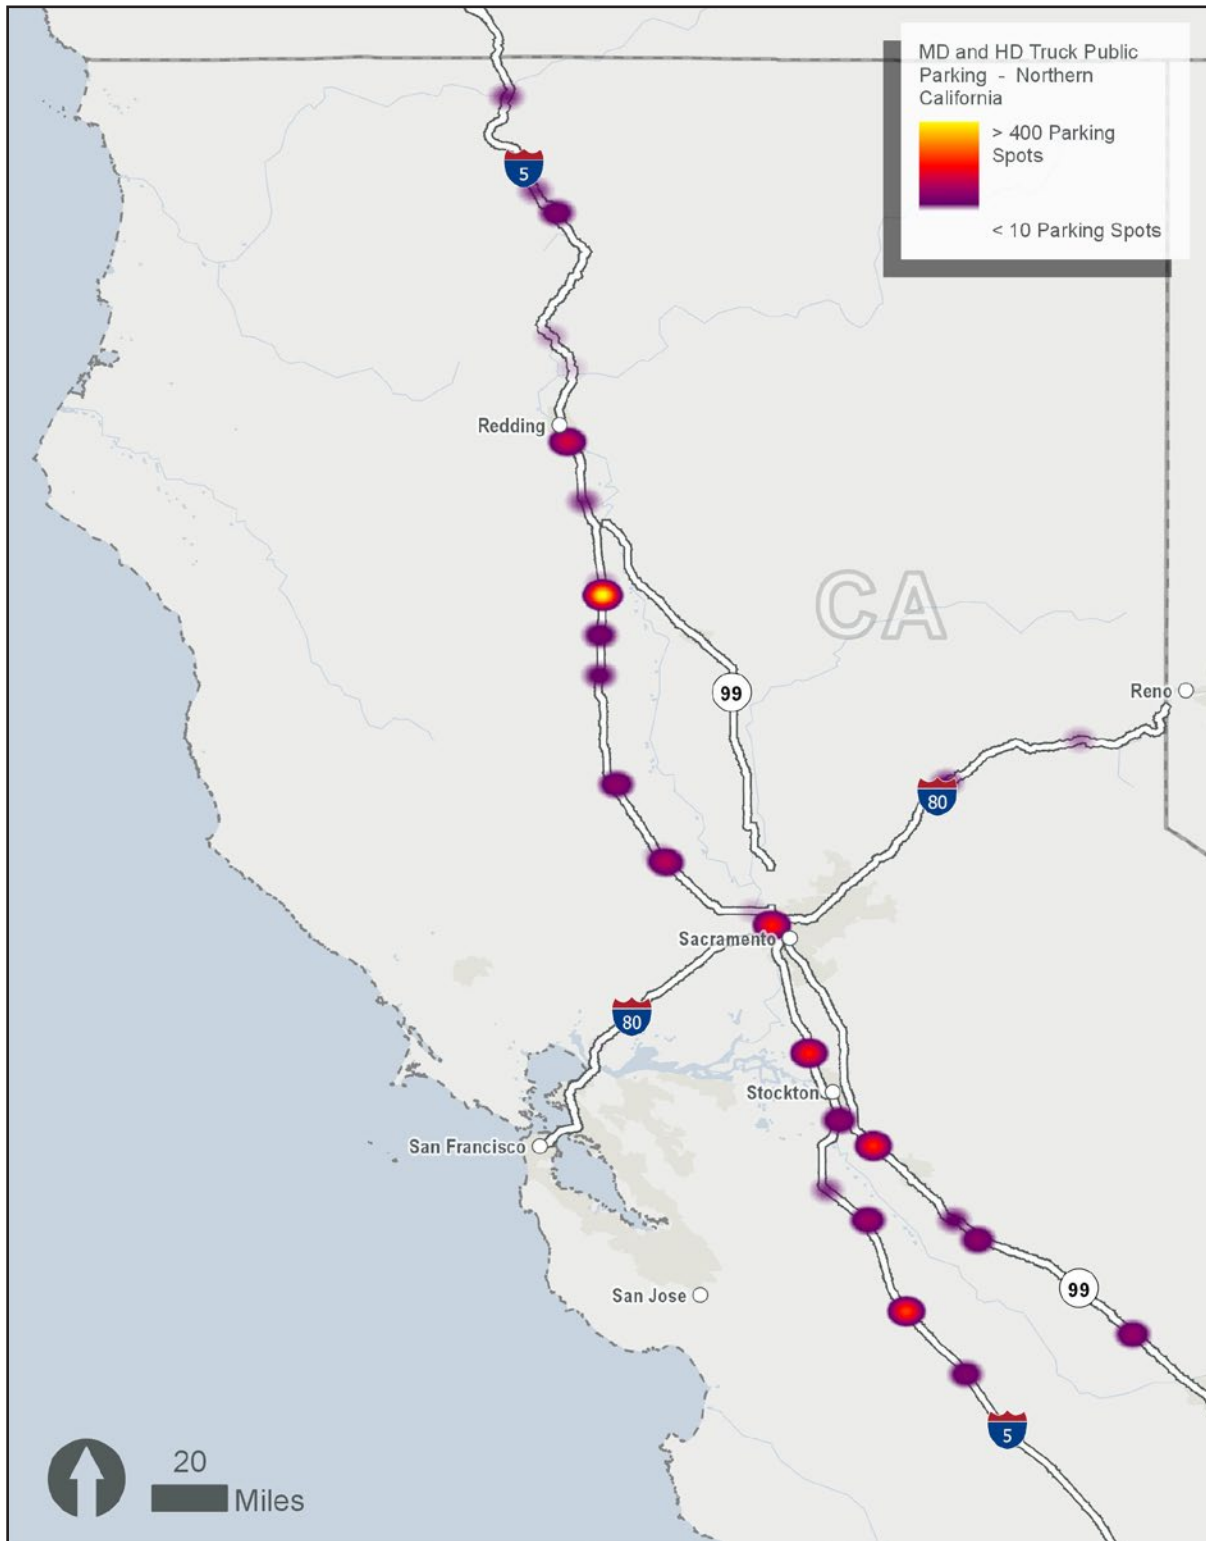 MD and HD Truck Public
Parking - Northern
California
> 400 Parking
Spots
< 10 Parking Spots
5
Redding
CA
99
Reno
80
Sacramento
80
Stockton
San Francisco
99
San Jose
5
20
Miles